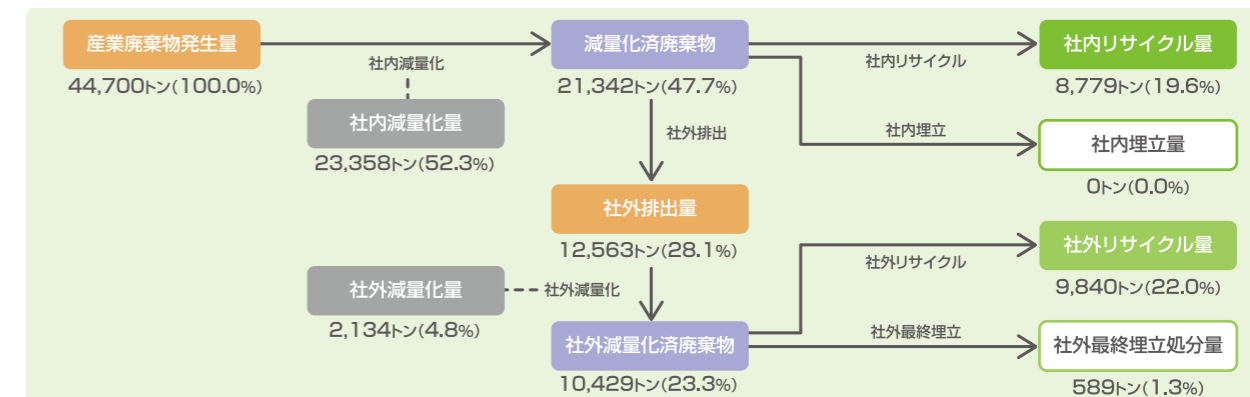 産業廃棄物発生量
44,700トン(100.0%)
社内減量化
社内減量化量
23,358トン(52.3%)
減量化済廃棄物
21,342トン(47.7%)
社内リサイクル
社内リサイクル量
8,779トン(19.6%)
社内埋立
社内埋立量
0トン(0.0%)
社外排出
社外排出量
12,563トン(28.1%)
社外減量化量
2,134トン(4.8%)
社外減量化
社外減量化済廃棄物
10,429トン(23.3%)
社外リサイクル
社外リサイクル量
9,840トン(22.0%)
社外最終埋立
社外最終埋立処分量
589トン(1.3%)